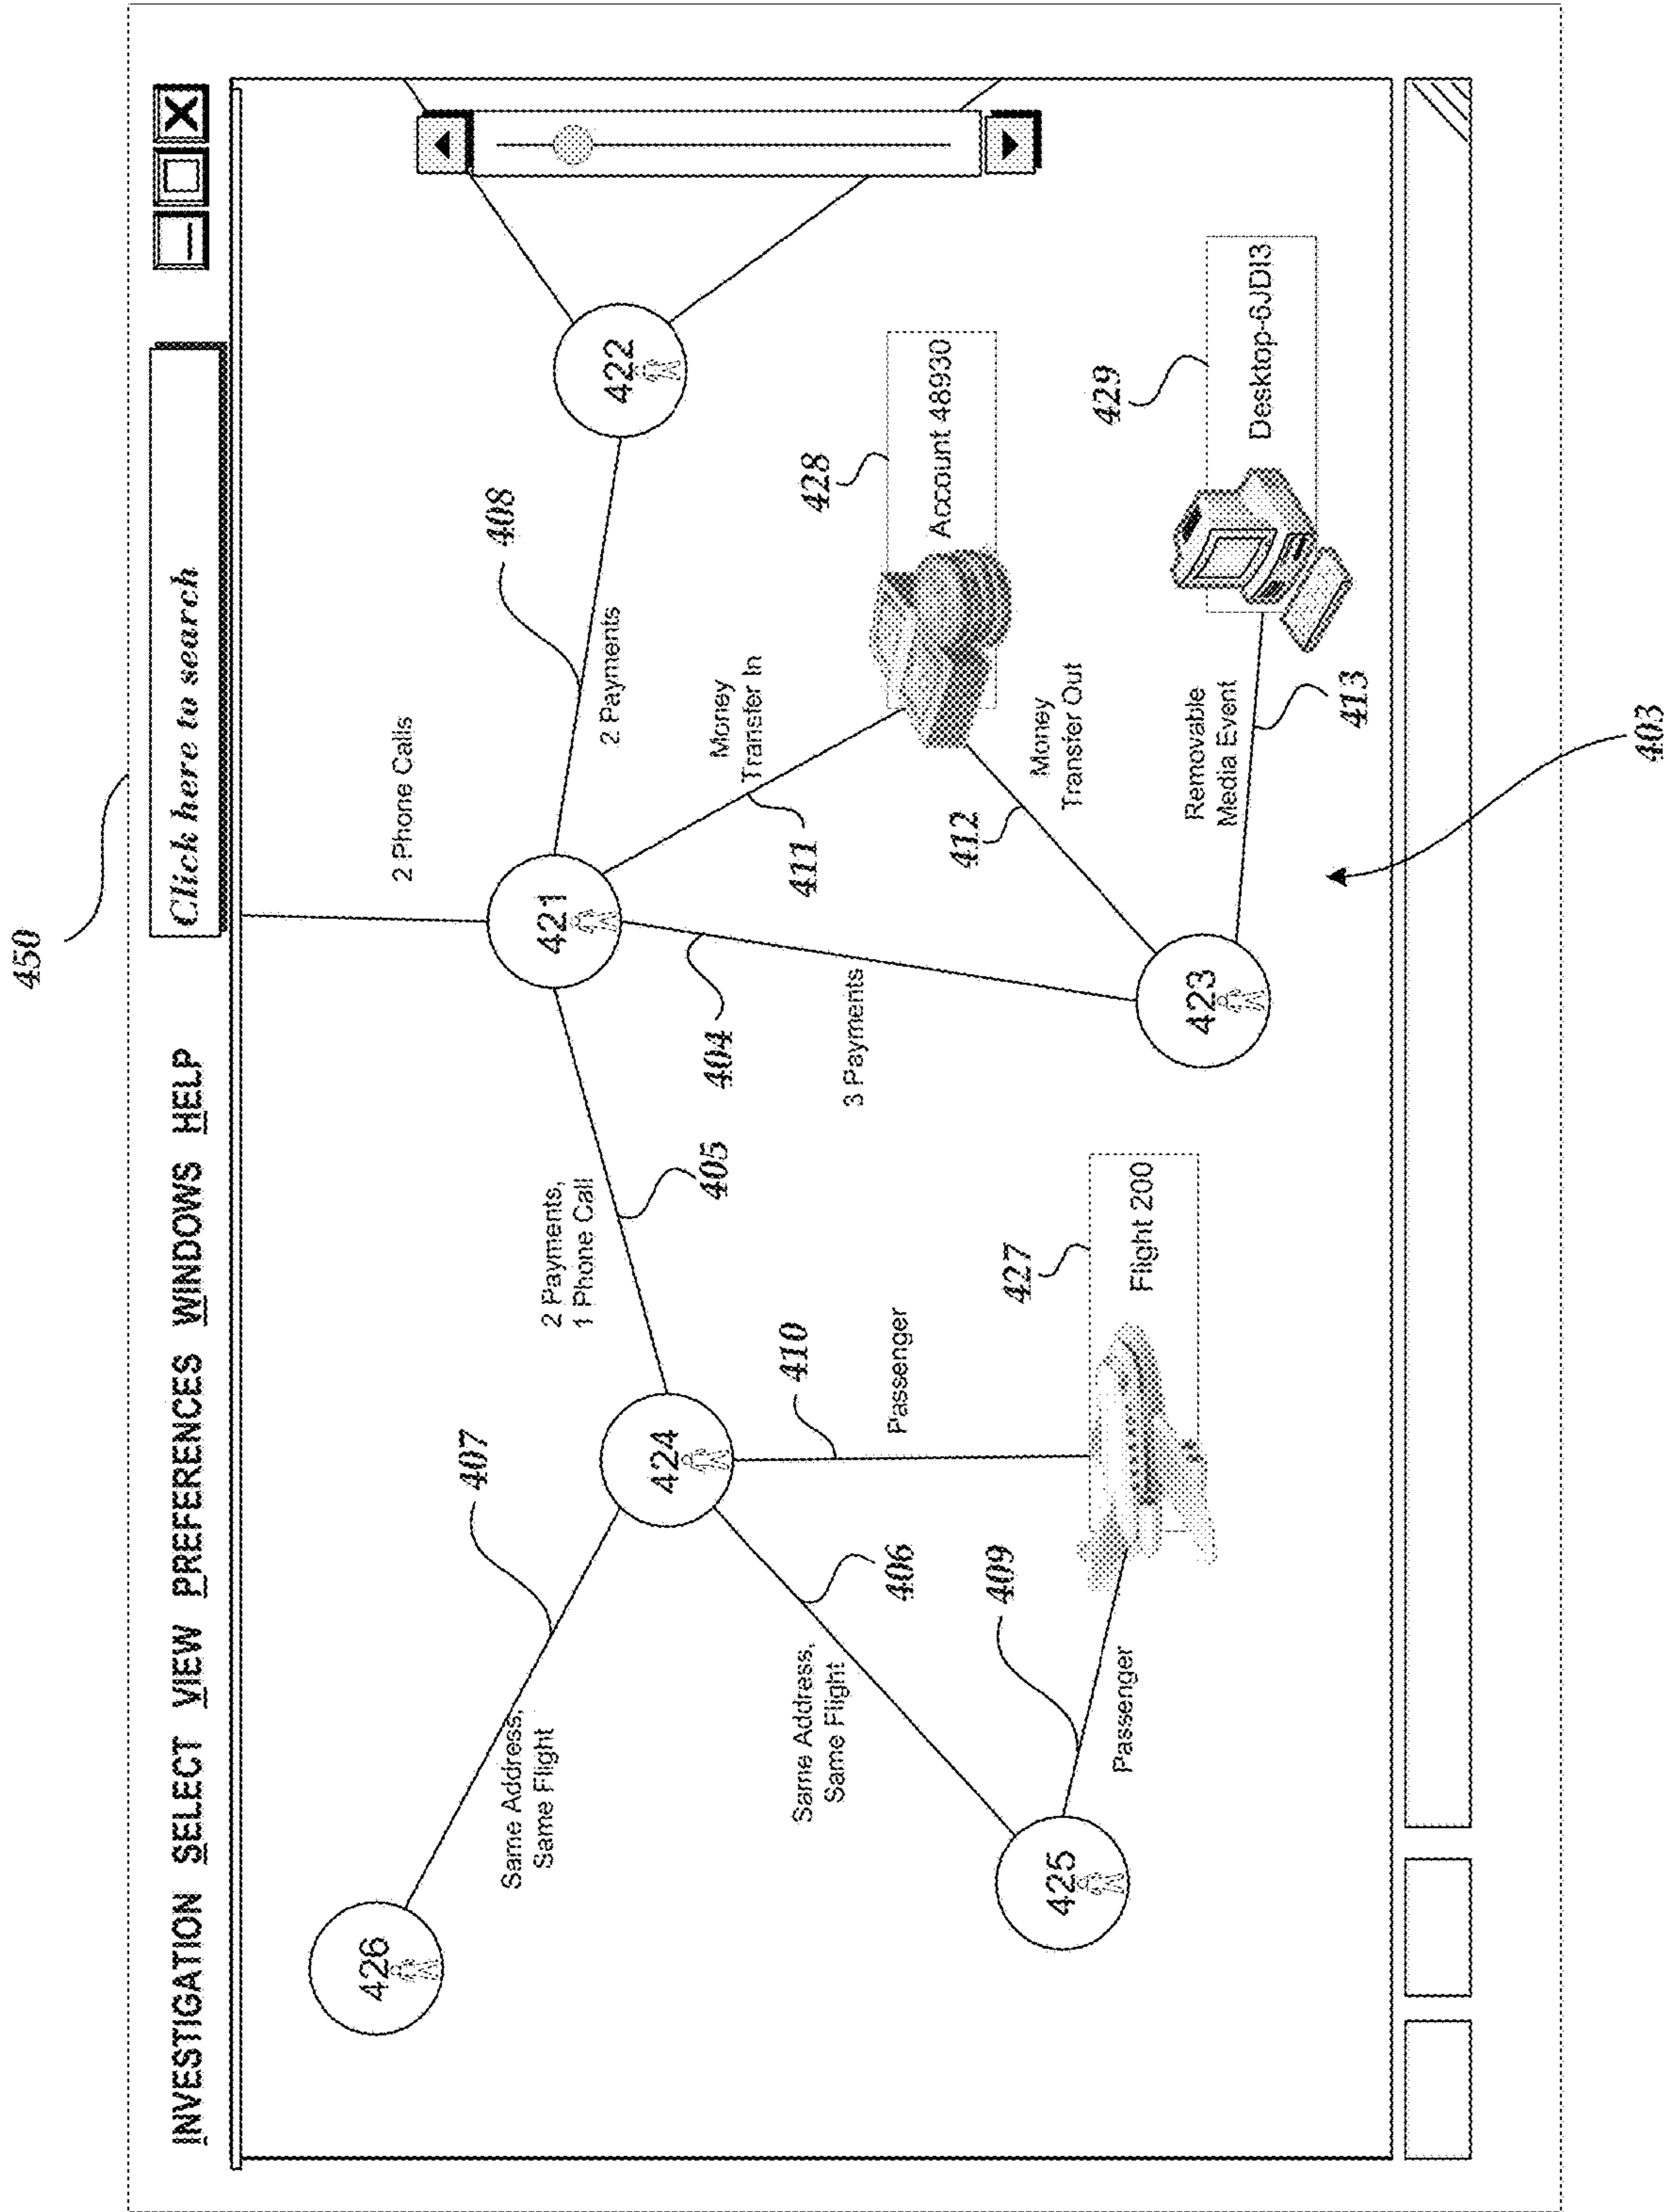 450
INVESTIGATION SELECT VIEW PREFERENCES WINDOWS HELP
Click here to search
2 Phone Calls
426
407
Same Address,
Same Flight
424
2 Payments,
1 Phone Call
405
421
408
2 Payments
422
Money
Transfer In
411
404
3 Payments
428
Account 48930
412
Money
Transfer Out
406
Same Address,
Same Flight
410
Passenger
427
Flight 200
409
Passenger
425
423
Removable
Media Event
413
429
Desktop-6JDI3
403